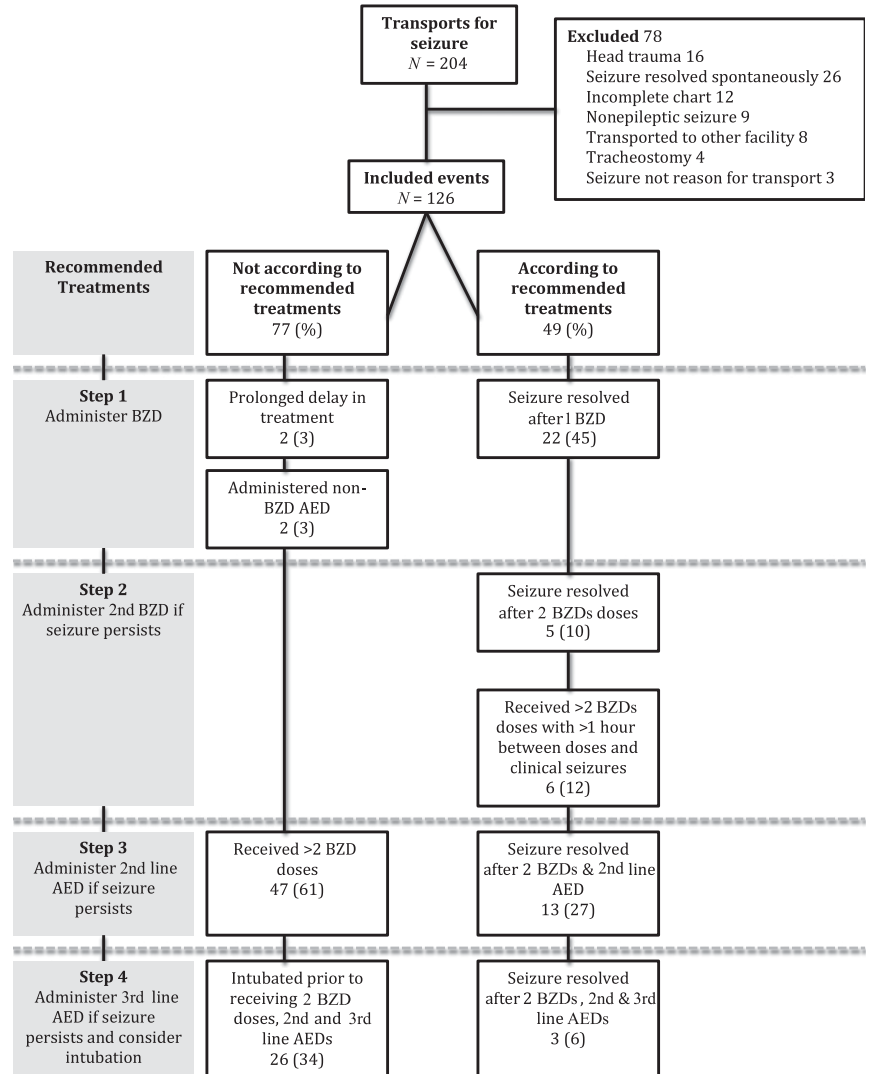 Transports for
seizure
N = 204
Excluded 78
Head trauma 16
Seizure resolved spontaneously 26
Incomplete chart 12
Nonepileptic seizure 9
Transported to other facility 8
Tracheostomy 4
Seizure not reason for transport 3
Included events
N = 126
Recommended
Treatments
Not according to
recommended
treatments
77 (%)
According to
recommended
treatments
49 (%)
Step 1
Administer BZD
Prolonged delay in
treatment
2 (3)
Administered non-
BZD AED
2 (3)
Seizure resolved
after 1 BZD
22 (45)
Step 2
Administer 2nd BZD if
seizure persists
Seizure resolved
after 2 BZDs doses
5 (10)
Received >2 BZDs
doses with >1 hour
between doses and
clinical seizures
6 (12)
Step 3
Administer 2nd line
AED if seizure
persists
Received >2 BZD
doses
47 (61)
Seizure resolved
after 2 BZDs & 2nd line
AED
13 (27)
Step 4
Administer 3rd line
AED if seizure
persists and consider
intubation
Intubated prior to
receiving 2 BZD
doses, 2nd and 3rd
line AEDs
26 (34)
Seizure resolved
after 2 BZDs, 2nd & 3rd
line AEDs
3 (6)